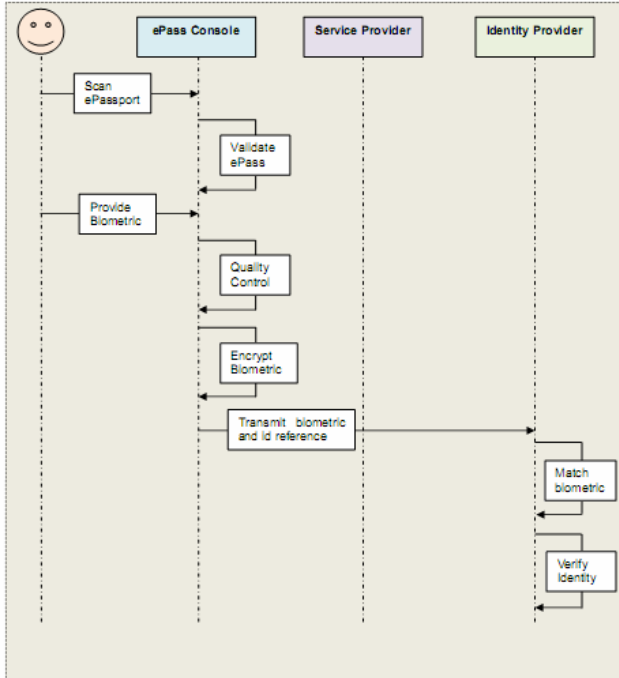 ePass Console
Service Provider
Identity Provider
Scan
ePassport
Validate
ePass
Provide
Biometric
Quality
Control
Encrypt
Biometric
Transmit biometric
and Id reference
Match
biometric
Verify
Identity